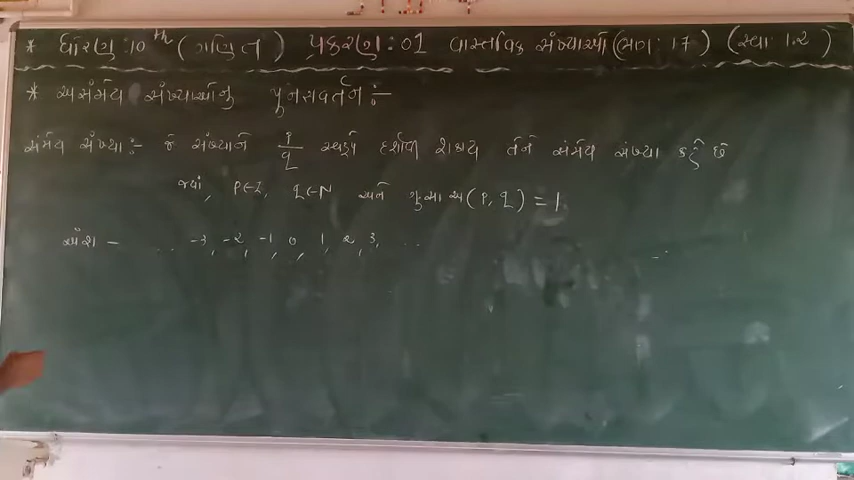 * ધોરણ :10 th (ગણિત) પ્રકરણ : 01 વાસ્તવિક સંખ્યાઓ (ભાગ : 17) (સ્વા 1.2)
* અસંમેય સંખ્યાઓનું પુનરાવર્તન :-
સંમેય સંખ્યા :- જે સંખ્યાને p/q સ્વરૂપે દર્શાવી શકાય તેને સંમેય સંખ્યા કહે છે
જ્યાં, p∈Z, q∈N અને ગુ.સા.અ (p, q) = 1
અંશ - .. -3, -2, -1, 0, 1, 2, 3, ..